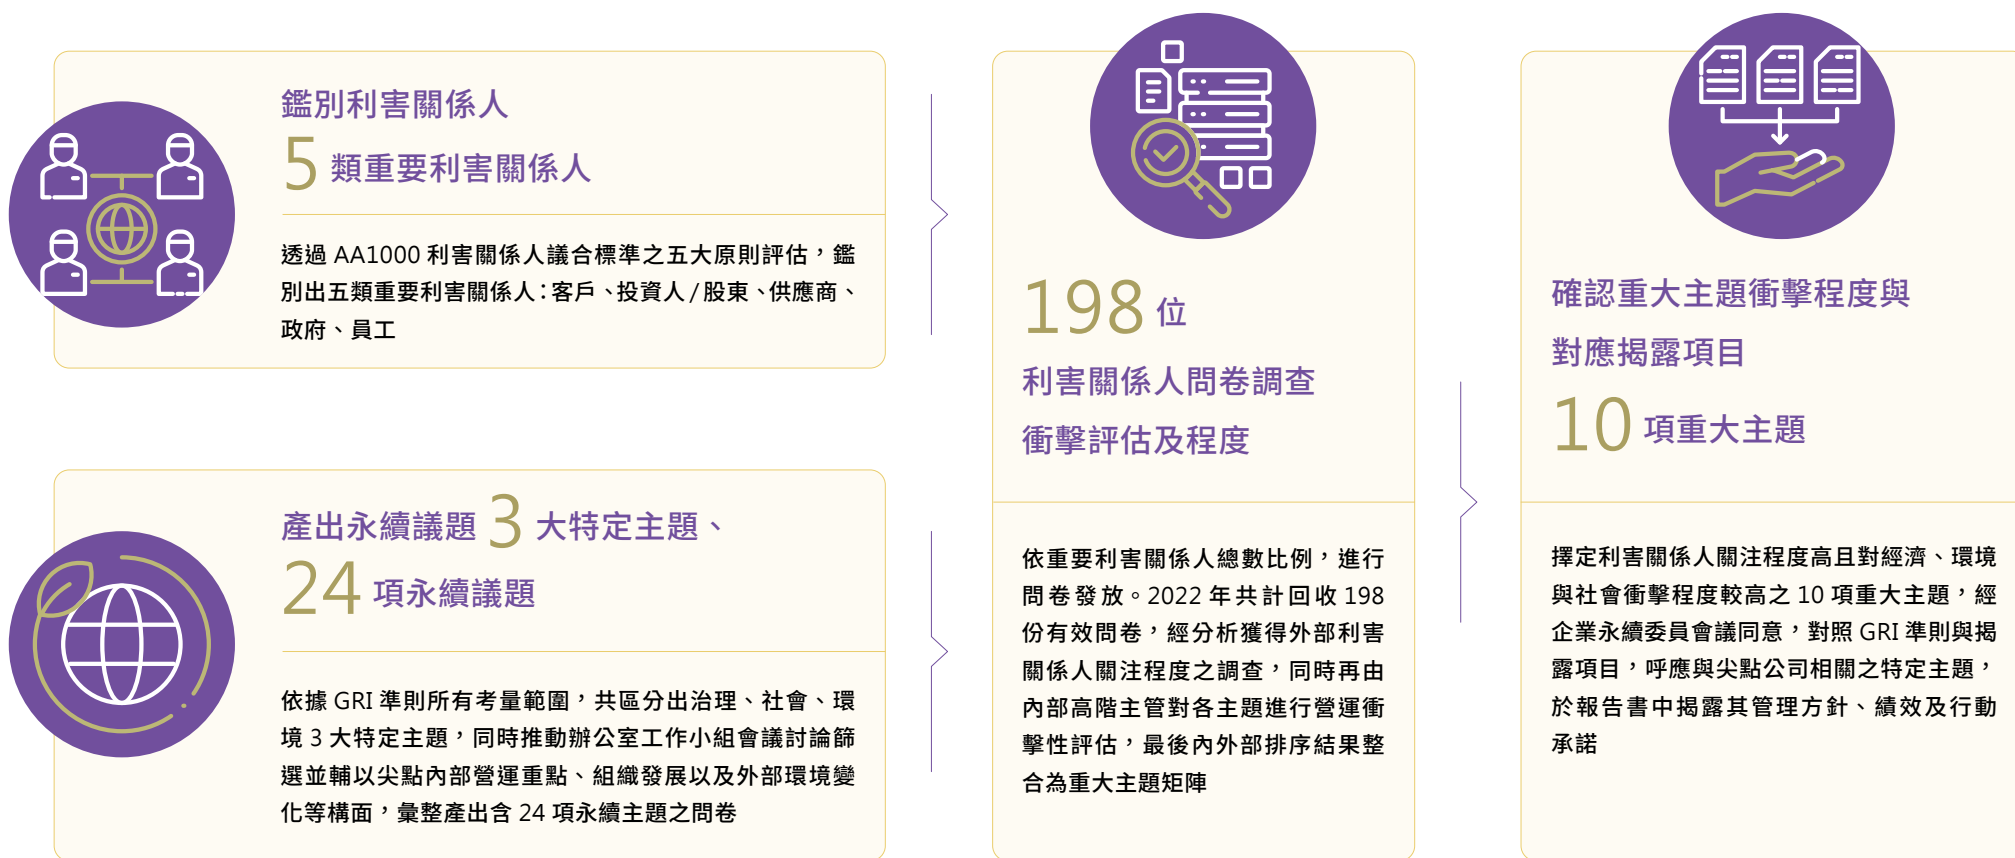 鑑別利害關係人
5 類重要利害關係人
透過 AA1000 利害關係人議合標準之五大原則評估，鑑
別出五類重要利害關係人：客戶、投資人 / 股東、供應商、
政府、員工
產出永續議題 3 大特定主題、
24 項永續議題
依據 GRI 準則所有考量範圍，共區分出治理、社會、環
境 3 大特定主題，同時推動辦公室工作小組會議討論篩
選並輔以尖點內部營運重點、組織發展以及外部環境變
化等構面，彙整產出含 24 項永續主題之問卷
198 位
利害關係人問卷調查
衝擊評估及程度
依重要利害關係人總數比例，進行
問卷發放。2022 年共計回收 198
份有效問卷，經分析獲得外部利害
關係人關注程度之調查，同時再由
內部高階主管對各主題進行營運衝
擊性評估，最後內外部排序結果整
合為重大主題矩陣
確認重大主題衝擊程度與
對應揭露項目
10 項重大主題
擇定利害關係人關注程度高且對經濟、環境
與社會衝擊程度較高之 10 項重大主題，經
企業永續委員會議同意，對照 GRI 準則與揭
露項目，呼應與尖點公司相關之特定主題，
於報告書中揭露其管理方針、績效及行動
承諾